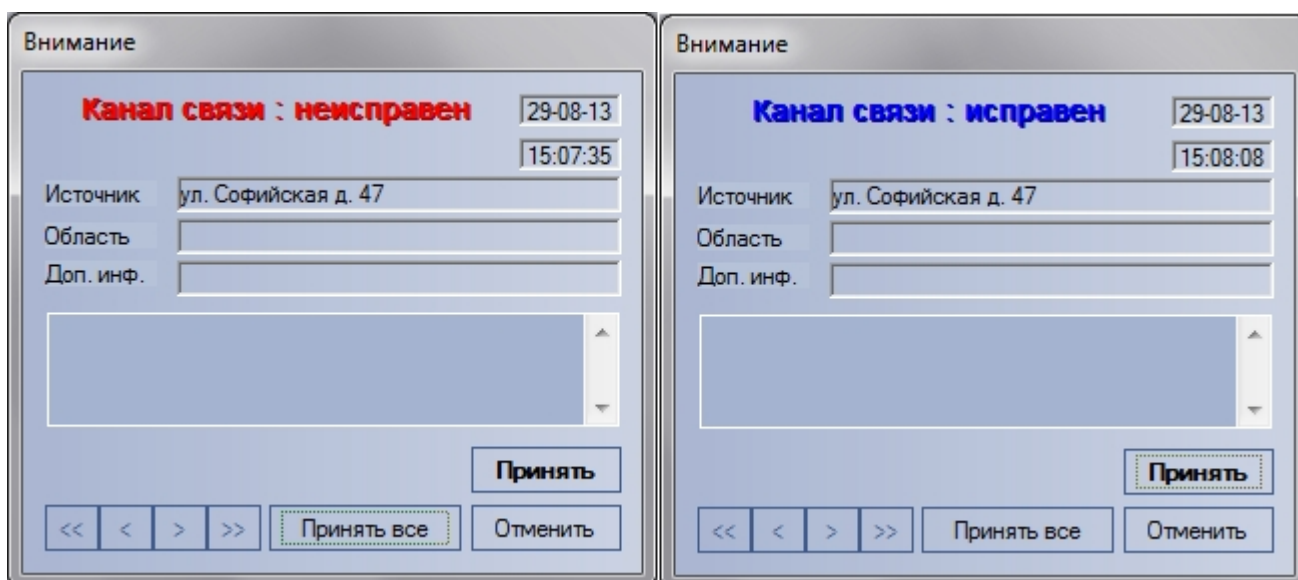 Внимание
Канал связи : неисправен
29-08-13
15:07:35
Источник
ул. Софийская д. 47
Область
Доп. инф.
Принять
<<
<
>
>>
Принять все
Отменить
Внимание
Канал связи : исправен
29-08-13
15:08:08
Источник
ул. Софийская д. 47
Область
Доп. инф.
Принять
<<
<
>
>>
Принять все
Отменить